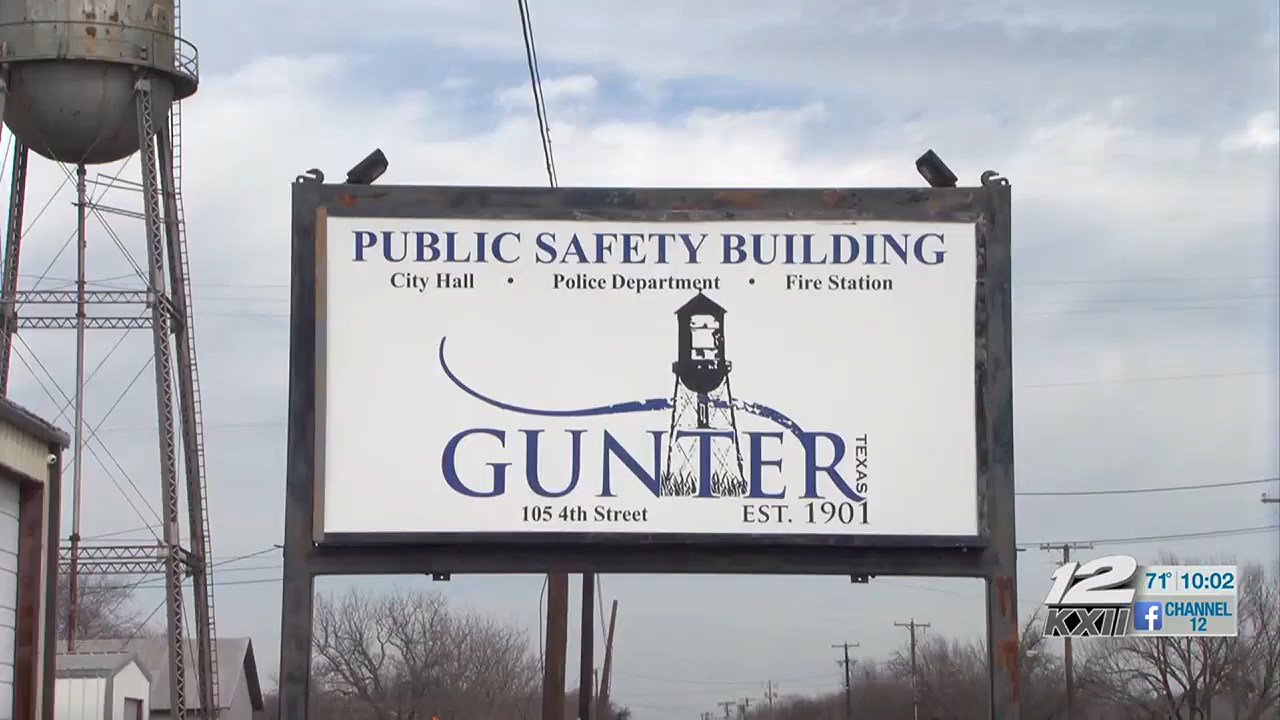 PUBLIC SAFETY BUILDING
City Hall • Police Department • Fire Station
GUNTER
TEXAS
105 4th Street
EST. 1901
12
KXII
71° 10:02
f CHANNEL
12